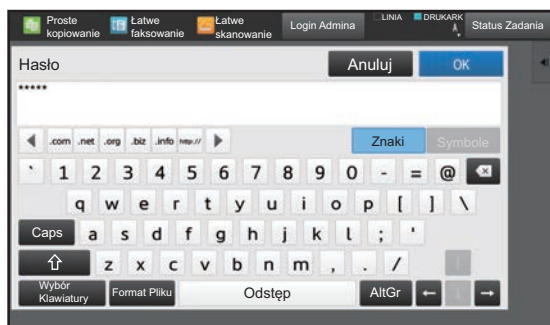 Proste kopiowanie
Łatwe faksowanie
Łatwe skanowanie
Login Admina
LINIA
DRUKARK A
Status Zadania
Hasło
Anuluj
OK
*****
.com .net .org .biz .info http://
Znaki
Symbole
` 1 2 3 4 5 6 7 8 9 0 - = @
q w e r t y u i o p [ ] \
Caps a s d f g h j k l ; '
z x c v b n m , . /
Wybór Klawiatury
Format Pliku
Odstęp
AltGr